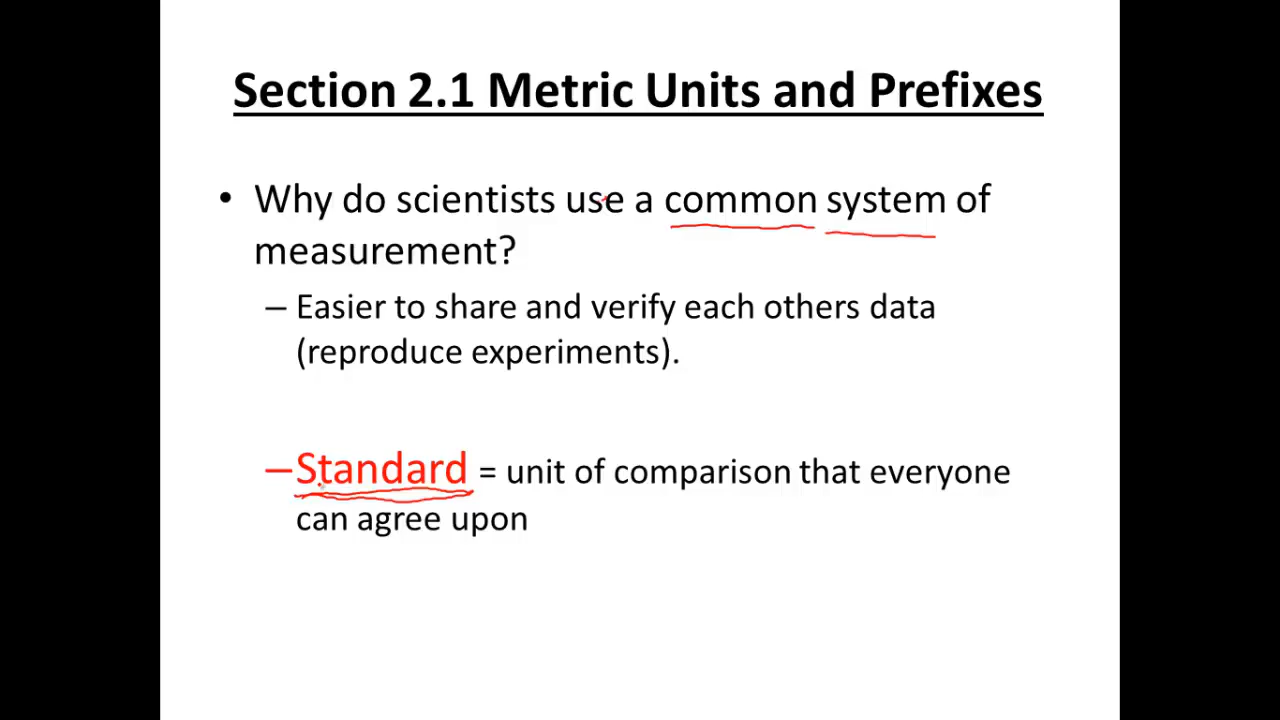 Section 2.1 Metric Units and Prefixes
• Why do scientists use a common system of
measurement?
– Easier to share and verify each others data
(reproduce experiments).
–Standard = unit of comparison that everyone
can agree upon